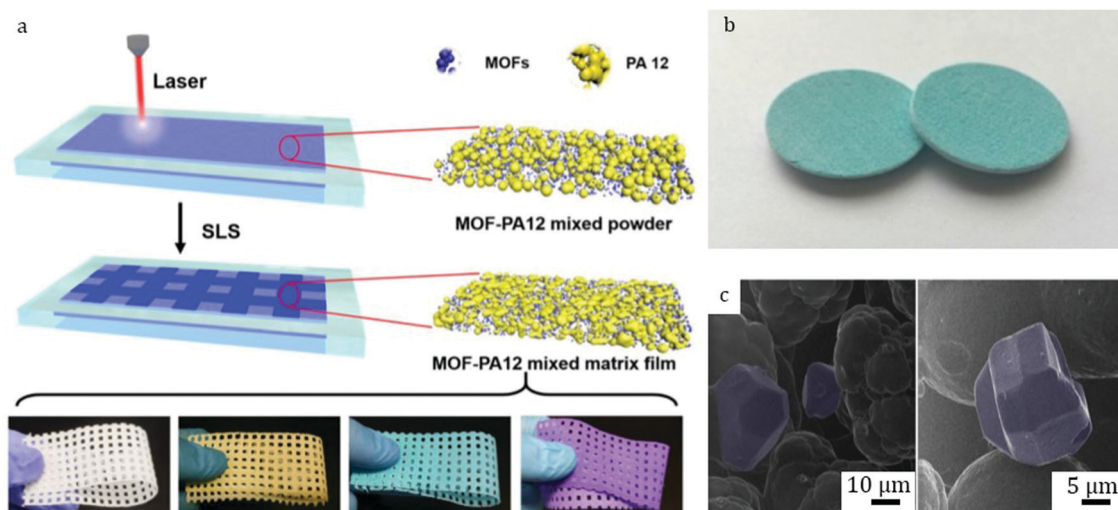 a
Laser
MOFs
PA 12
MOF-PA12 mixed powder
SLS
MOF-PA12 mixed matrix film
b
c
10 μm
5 μm